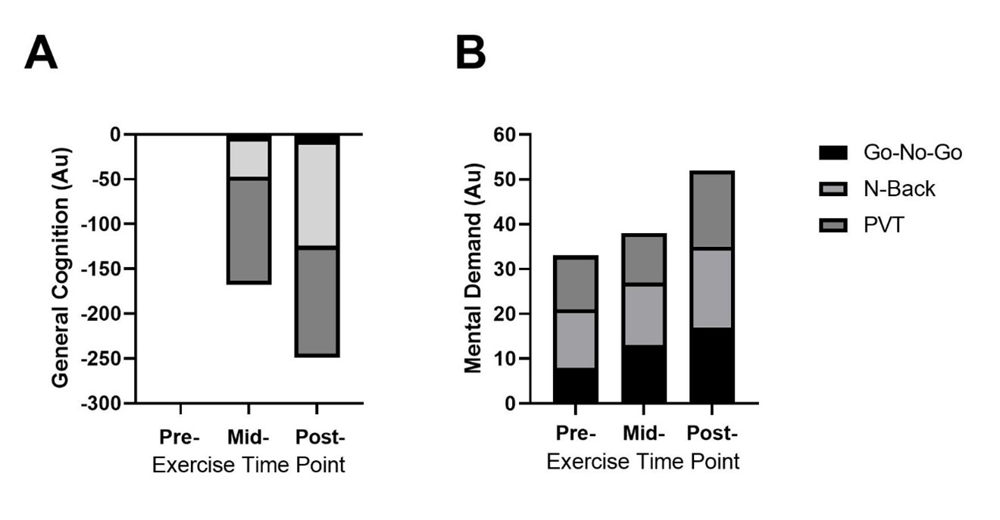 A
B
General Cognition (Au)
0
-50
-100
-150
-200
-250
-300
Pre- Mid- Post-
Exercise Time Point
Mental Demand (Au)
60
50
40
30
20
10
0
Pre- Mid- Post-
Exercise Time Point
Go-No-Go
N-Back
PVT